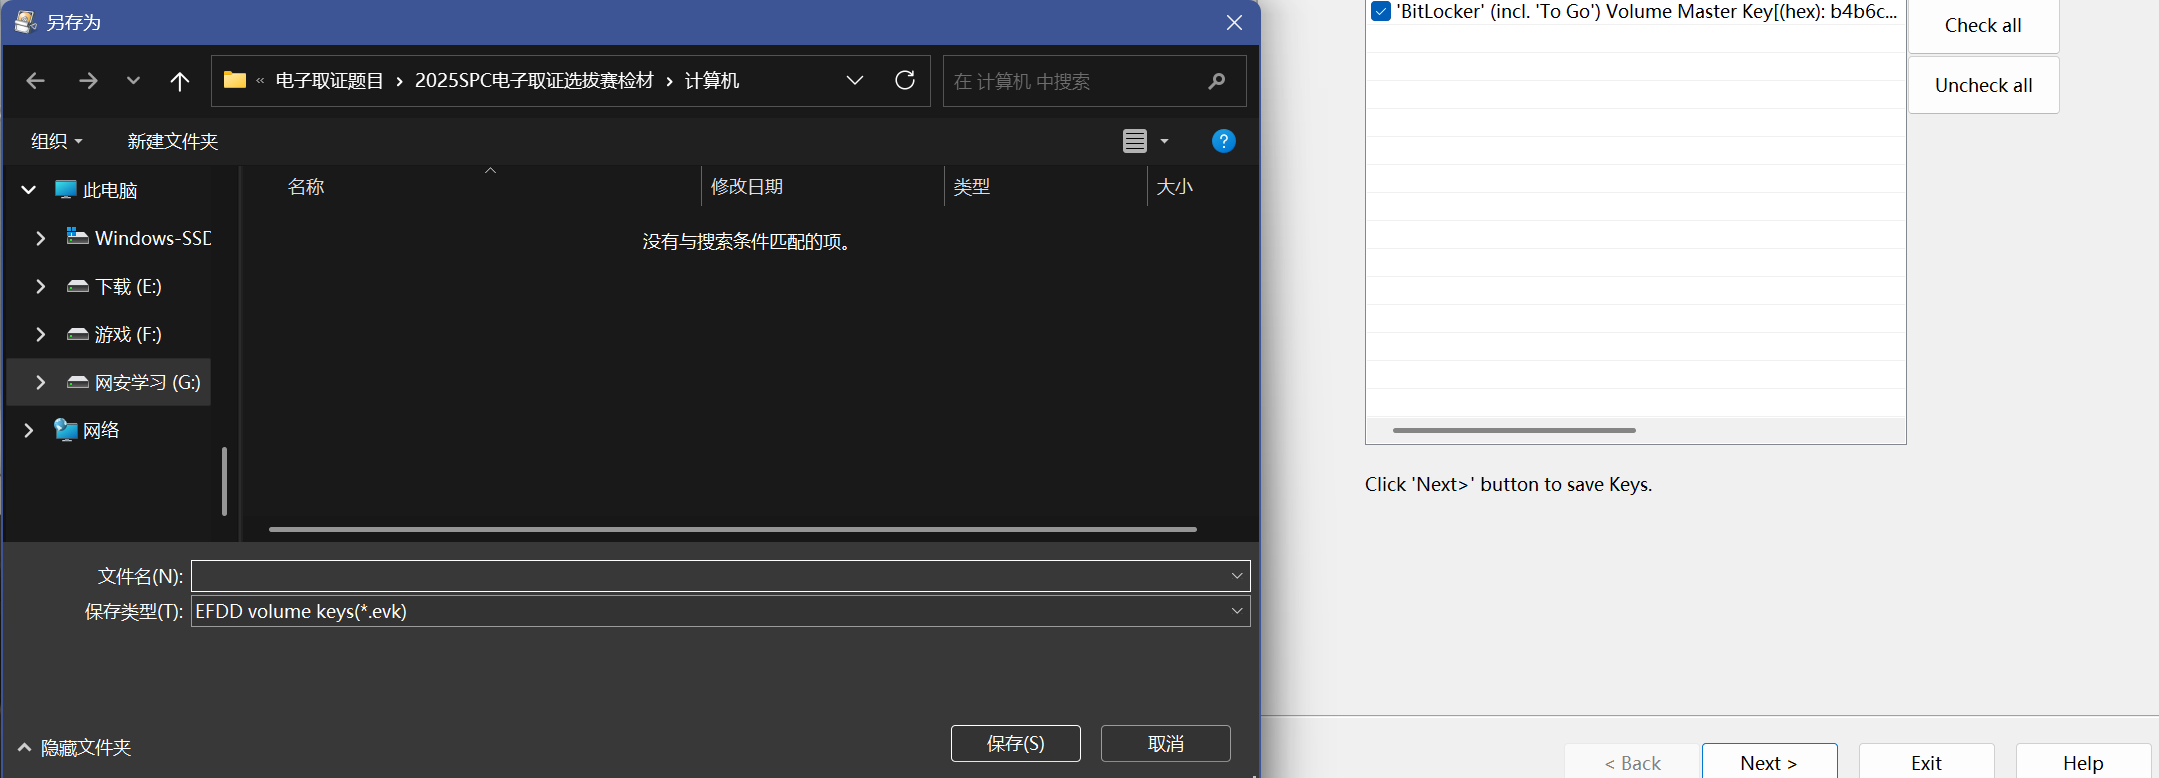 另存为
« 电子取证题目 › 2025SPC电子取证选拔赛检材 › 计算机
在 计算机 中搜索
组织
新建文件夹
名称 修改日期 类型 大小
没有与搜索条件匹配的项。
此电脑
Windows-SSD
下载 (E:)
游戏 (F:)
网安学习 (G:)
网络
文件名(N):
保存类型(T): EFDD volume keys(*.evk)
隐藏文件夹
保存(S)
取消
'BitLocker' (incl. 'To Go') Volume Master Key[(hex): b4b6c...
Check all
Uncheck all
Click 'Next>' button to save Keys.
< Back
Next >
Exit
Help